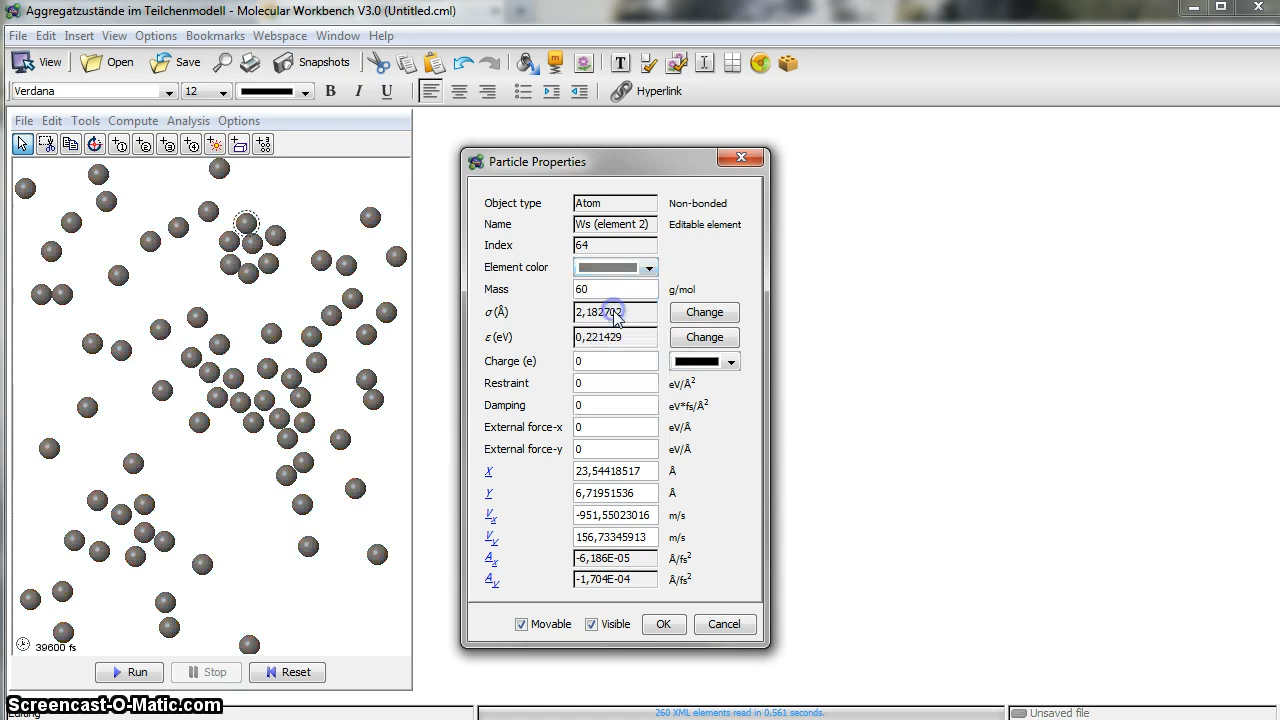 Aggregatzustände im Teilchenmodell - Molecular Workbench V3.0 (Untitled.cml)
File Edit Insert View Options Bookmarks Webspace Window Help
View Open Save Snapshots
Verdana 12 B I U Hyperlink
File Edit Tools Compute Analysis Options
Particle Properties
Object type Atom Non-bonded
Name Ws (element 2) Editable element
Index 64
Element color
Mass 60 g/mol
σ (Å) Change
ε (eV) 0,221429 Change
Charge (e) 0
Restraint 0 eV/Å²
Damping 0 eV*fs/Å²
External force-x 0 eV/Å
External force-y 0 eV/Å
X 23,54418517 Å
Y 6,71951536 Å
Vx -951,55023016 m/s
Vy 156,73345913 m/s
Ax -6,186E-05 Å/fs²
Ay -1,704E-04 Å/fs²
Movable Visible OK Cancel
39600 fs
Run Stop Reset
Screencast-O-Matic.com
260 XML elements read in 0,561 seconds. Unsaved file